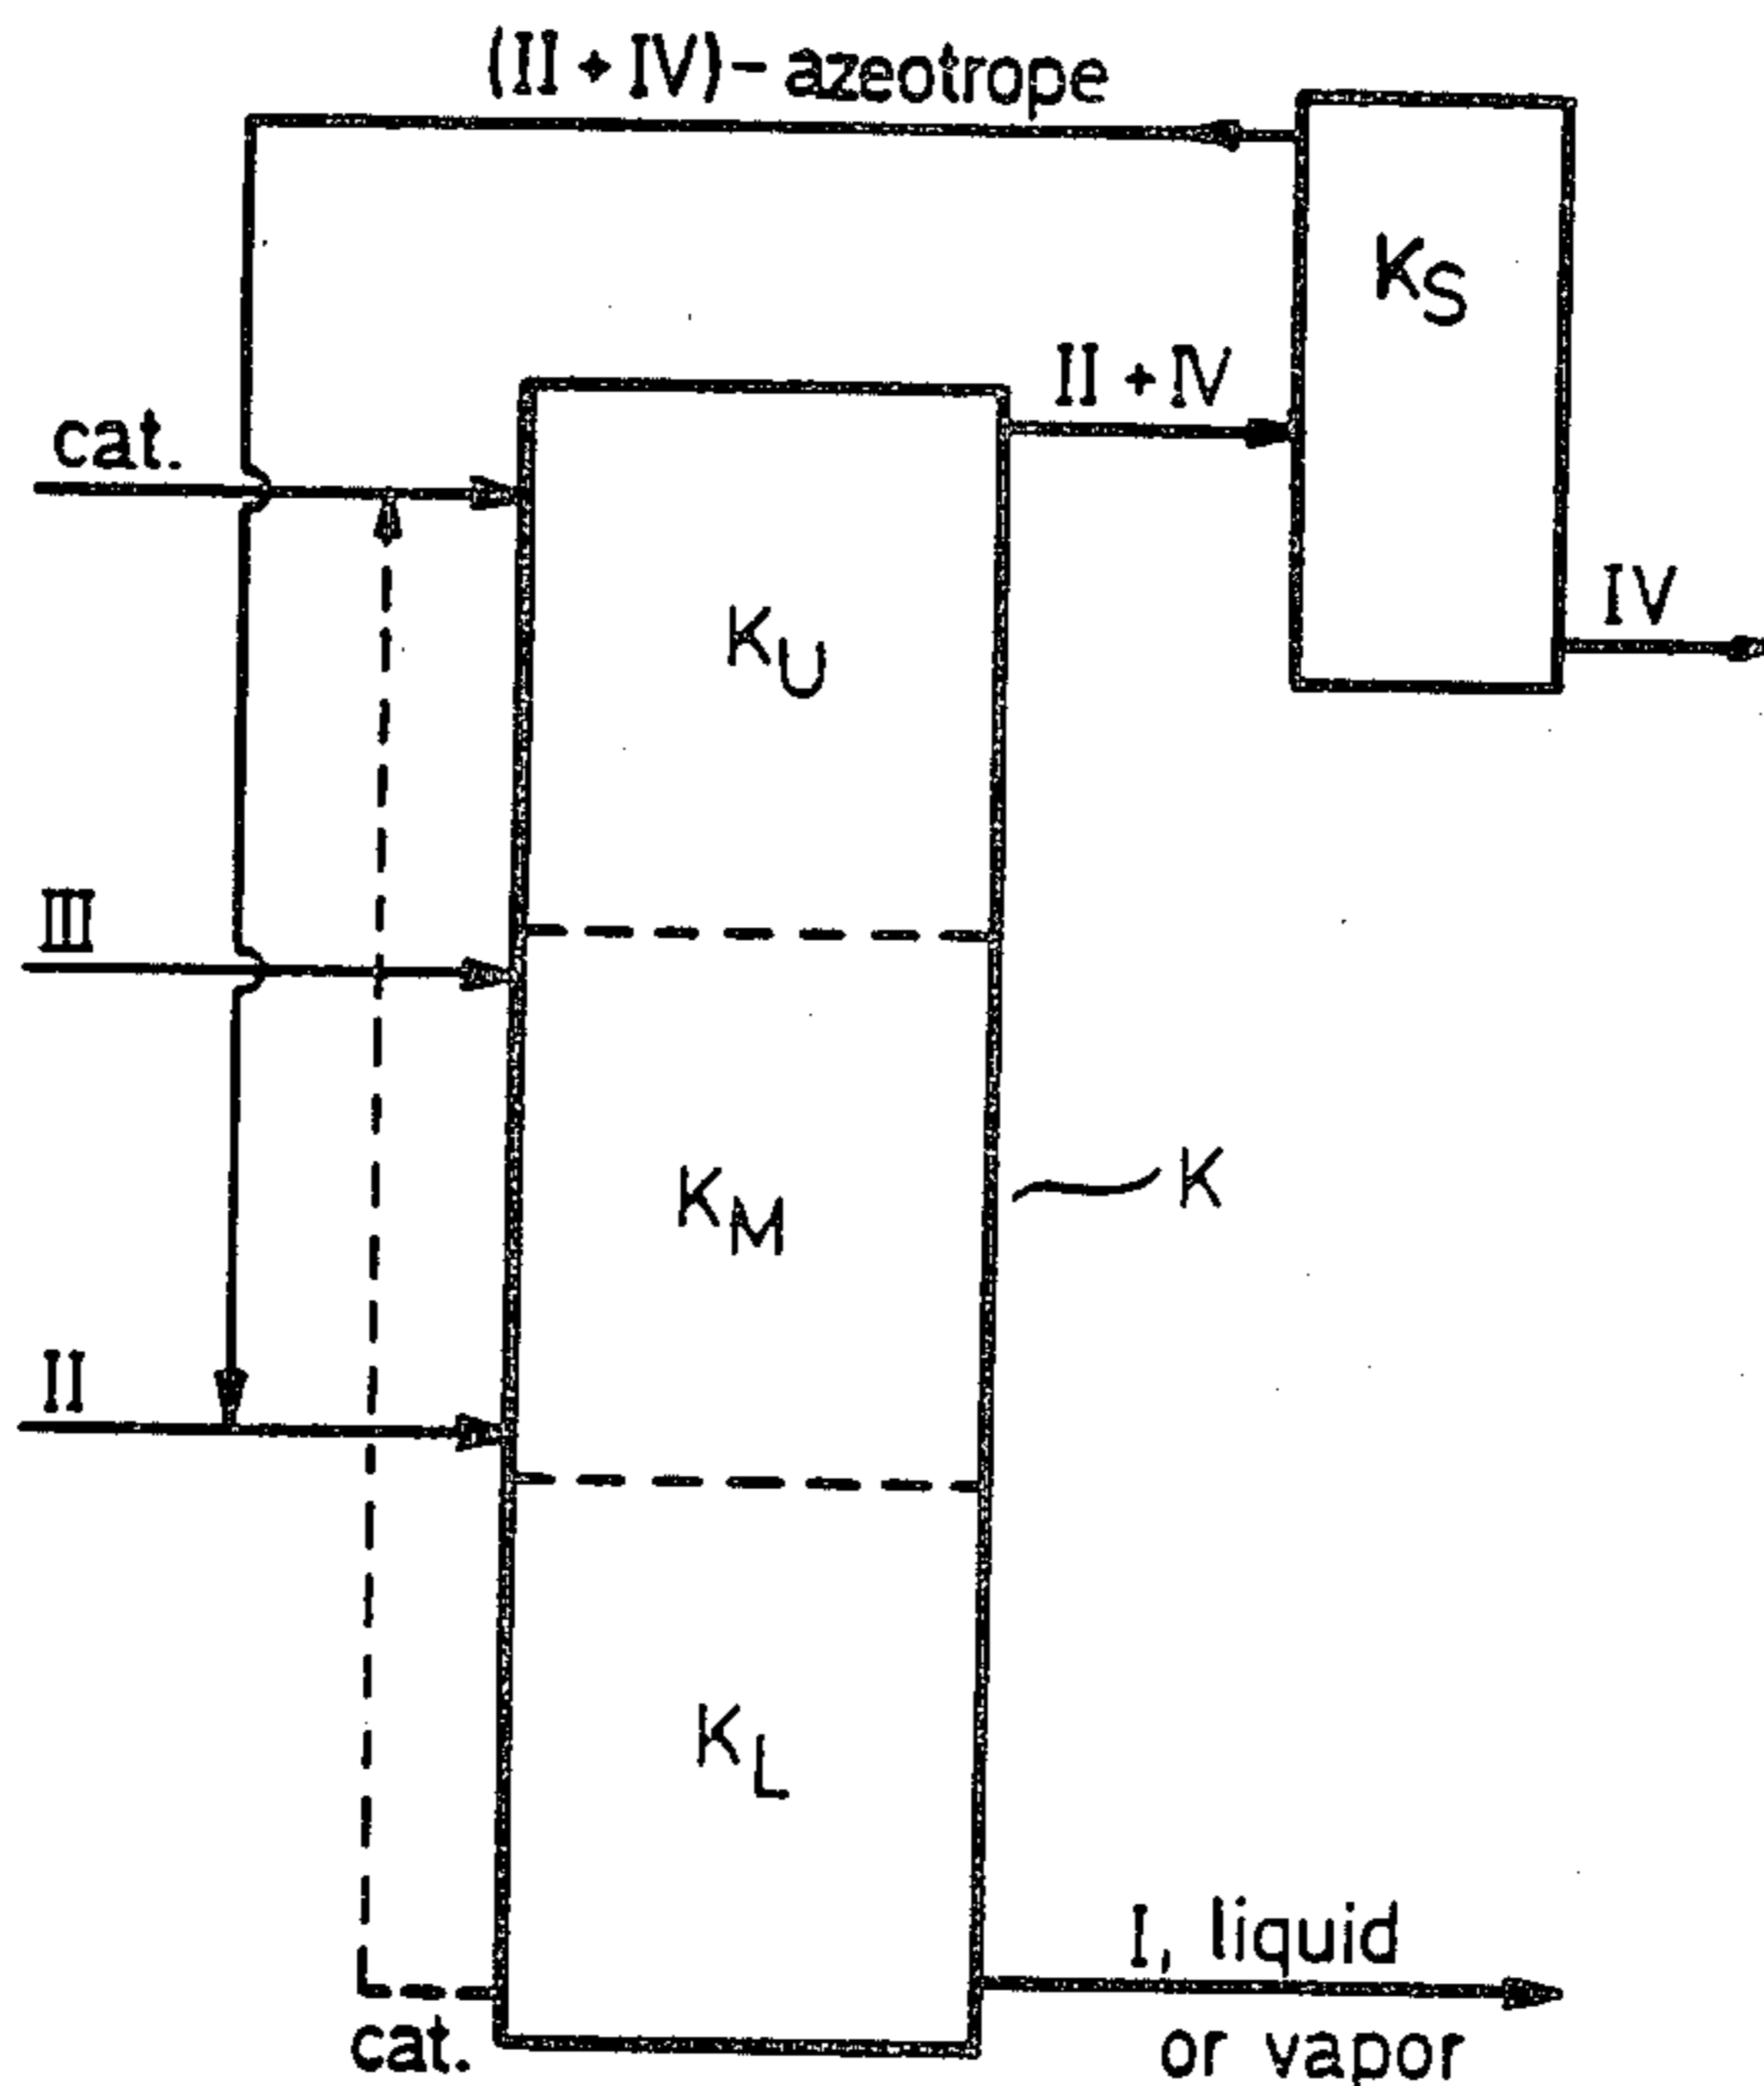 (II + IV) - azeotrope
KS
II + IV
cat.
IV
KU
III
KM
K
II
KL
I, liquid
or vapor
cat.